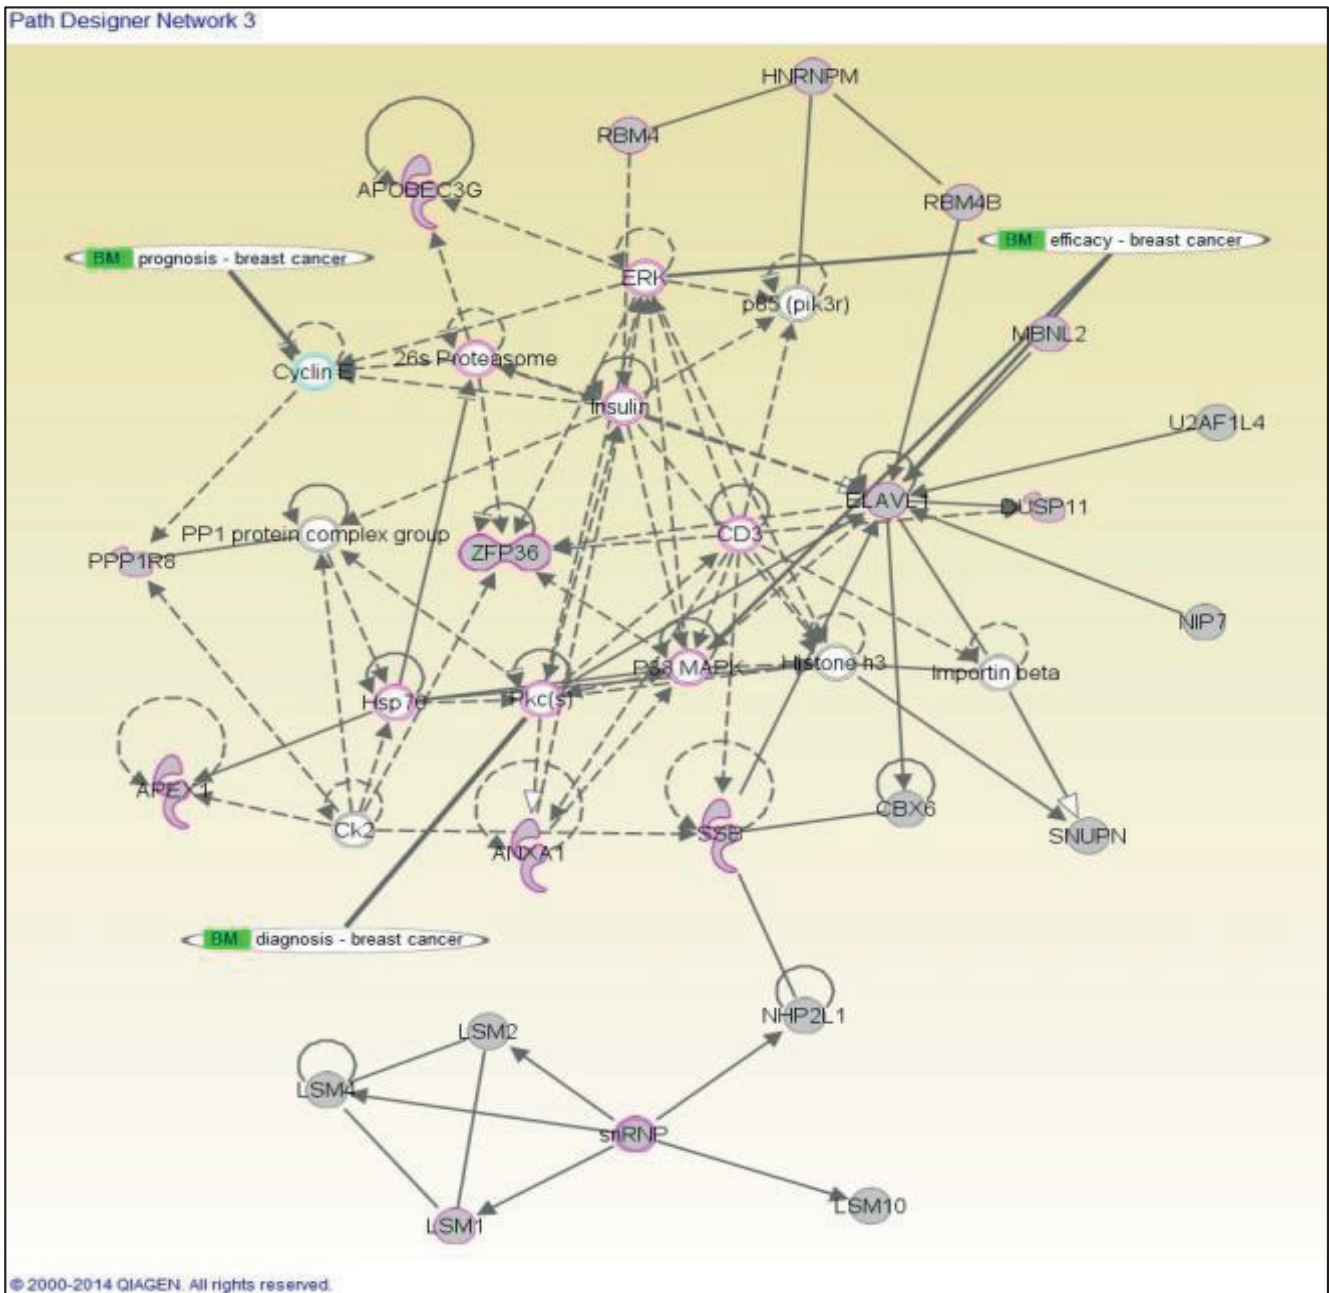 Path Designer Network 3
HNRNPM
RBM4
APOBEC3G
RBM4B
BM: prognosis - breast cancer
BM: efficacy - breast cancer
ERK
p85 (pik3r)
MBNL2
26s Proteasome
Cyclin E
Insulin
U2AF1L4
ELAVL1
DUSP11
PP1 protein complex group
CD3
ZFP36
PPP1R8
NIP7
P38 MAPK
Histone h3
Importin beta
Hsp70
Pkc(s)
APEX1
CBX6
Ck2
SSB
SNUPN
ANXA1
BM: diagnosis - breast cancer
NHP2L1
LSM2
LSM4
snRNP
LSM10
LSM1
© 2000-2014 QIAGEN. All rights reserved.